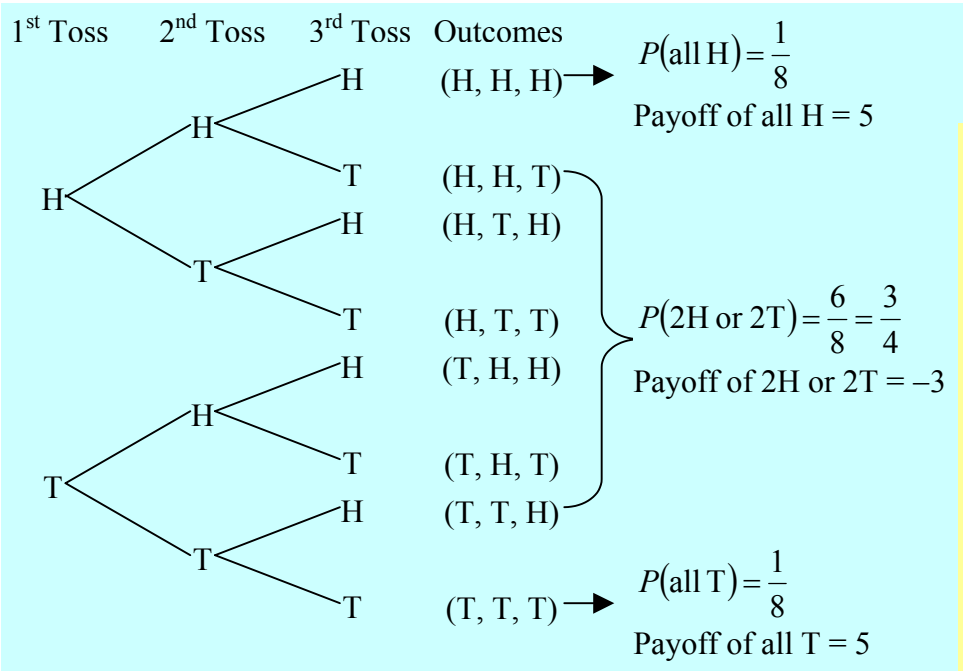 1st Toss 2nd Toss 3rd Toss Outcomes
H (H, H, H) P(all H) = 1/8
Payoff of all H = 5
H
T (H, H, T)
H
H (H, T, H)
T
T (H, T, T)
P(2H or 2T) = 6/8 = 3/4
H (T, H, H)
Payoff of 2H or 2T = –3
H
T (T, H, T)
T
H (T, T, H)
T
T (T, T, T) P(all T) = 1/8
Payoff of all T = 5